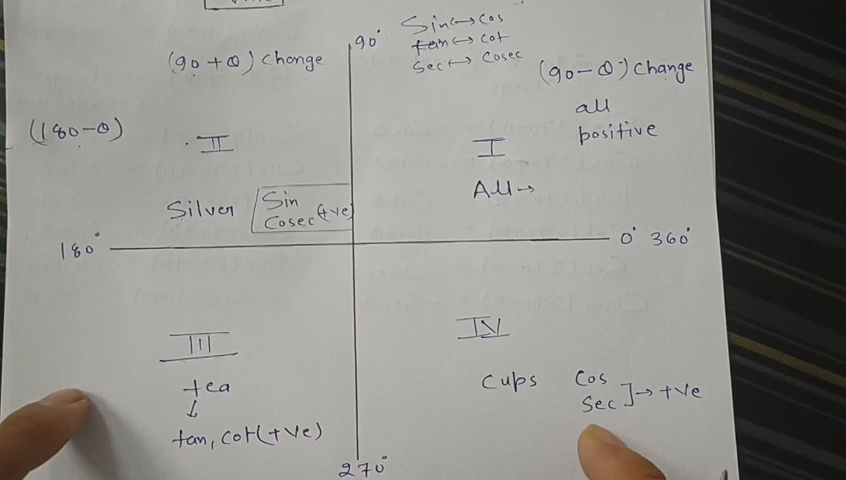 90°
Sin↔Cos
tan↔Cot
Sec↔Cosec
(90+θ) Change
(90-θ) Change
all
positive
(180-θ)
II
I
All→
Silver
Sin
Cosec(+ve)
180°
0° 360°
III
IV
tea
↓
tan, Cot(+ve)
Cups
Cos
Sec]→+ve
270°